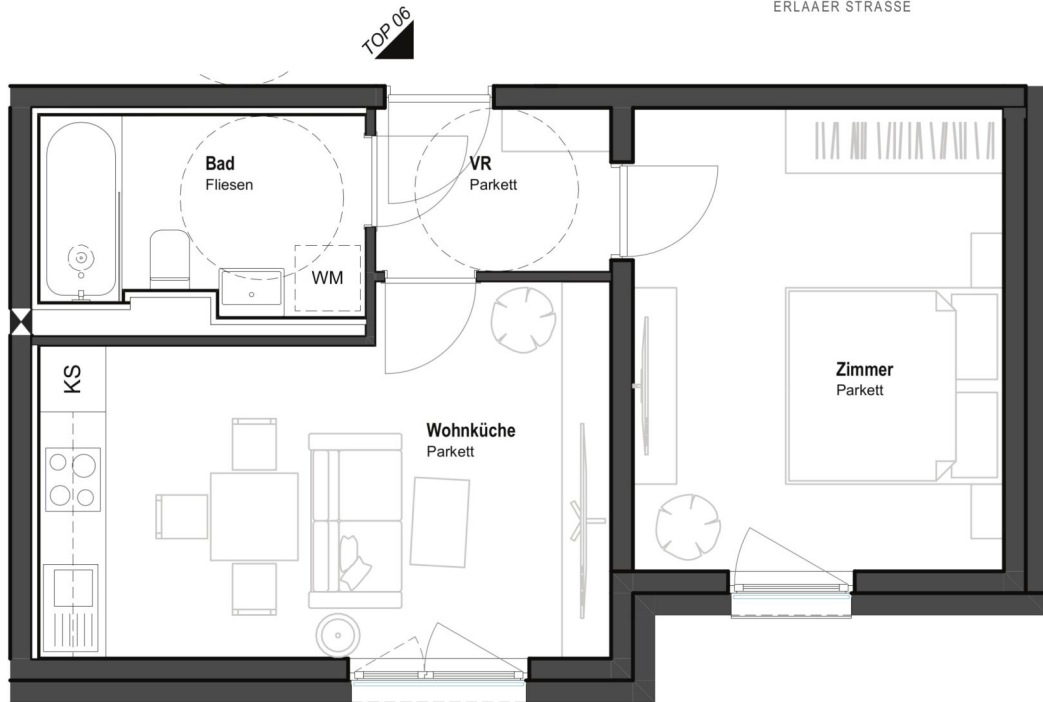 ERLAAER STRASSE
TOP 06
Bad
Fliesen
VR
Parkett
WM
KS
Zimmer
Parkett
Wohnküche
Parkett